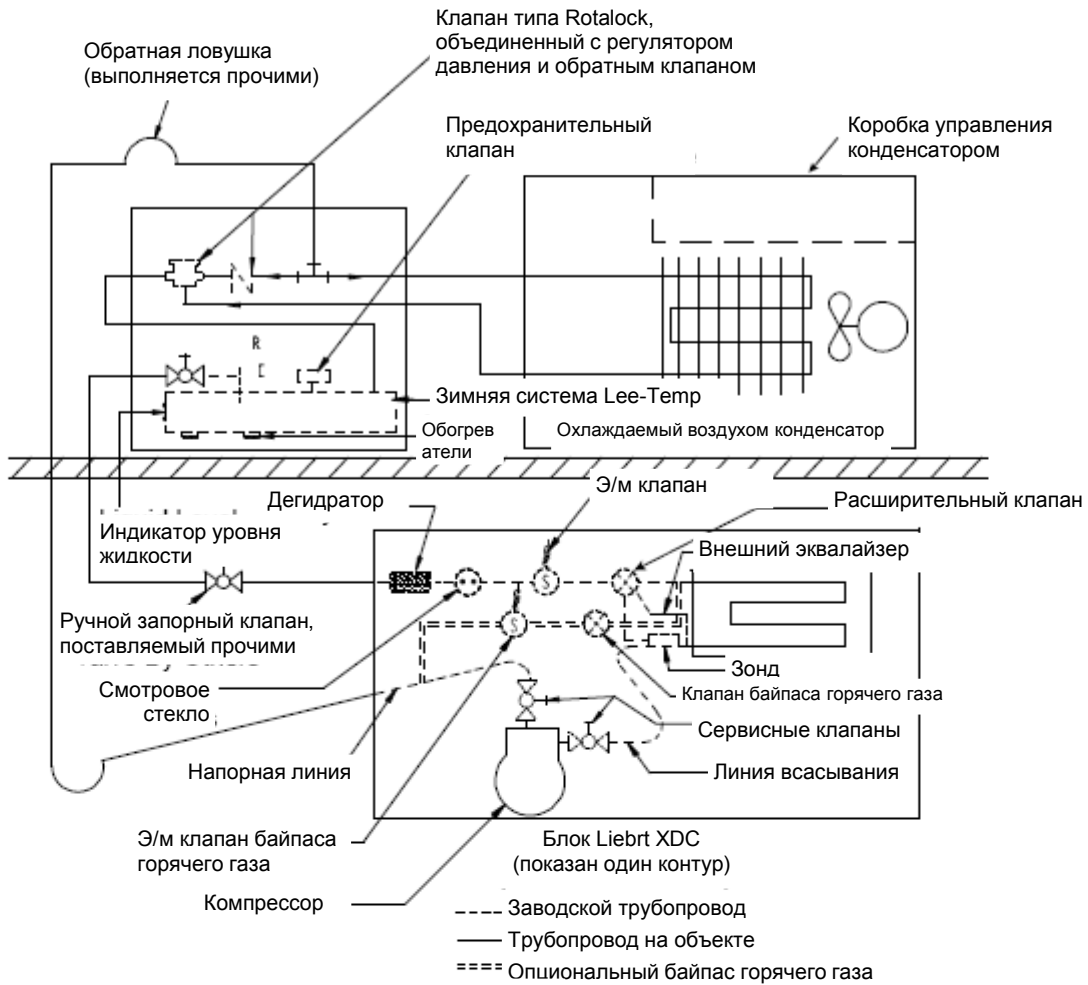 Клапан типа Rotalock,
объединенный с регулятором
давления и обратным клапаном
Обратная ловушка
(выполняется прочими)
Предохранительный
клапан
Коробка управления
конденсатором
R
Зимняя система Lee-Temp
Обогрев
атели
Охлаждаемый воздухом конденсатор
Э/м клапан
Дегидратор
Расширительный клапан
Индикатор уровня
жидкости
Внешний эквалайзер
S
S
Ручной запорный клапан,
поставляемый прочими
Зонд
Смотровое
стекло
Клапан байпаса горячего газа
Сервисные клапаны
Напорная линия
Линия всасывания
Э/м клапан байпаса
горячего газа
Блок Liebrt XDC
(показан один контур)
Компрессор
Заводской трубопровод
Трубопровод на объекте
Опциональный байпас горячего газа